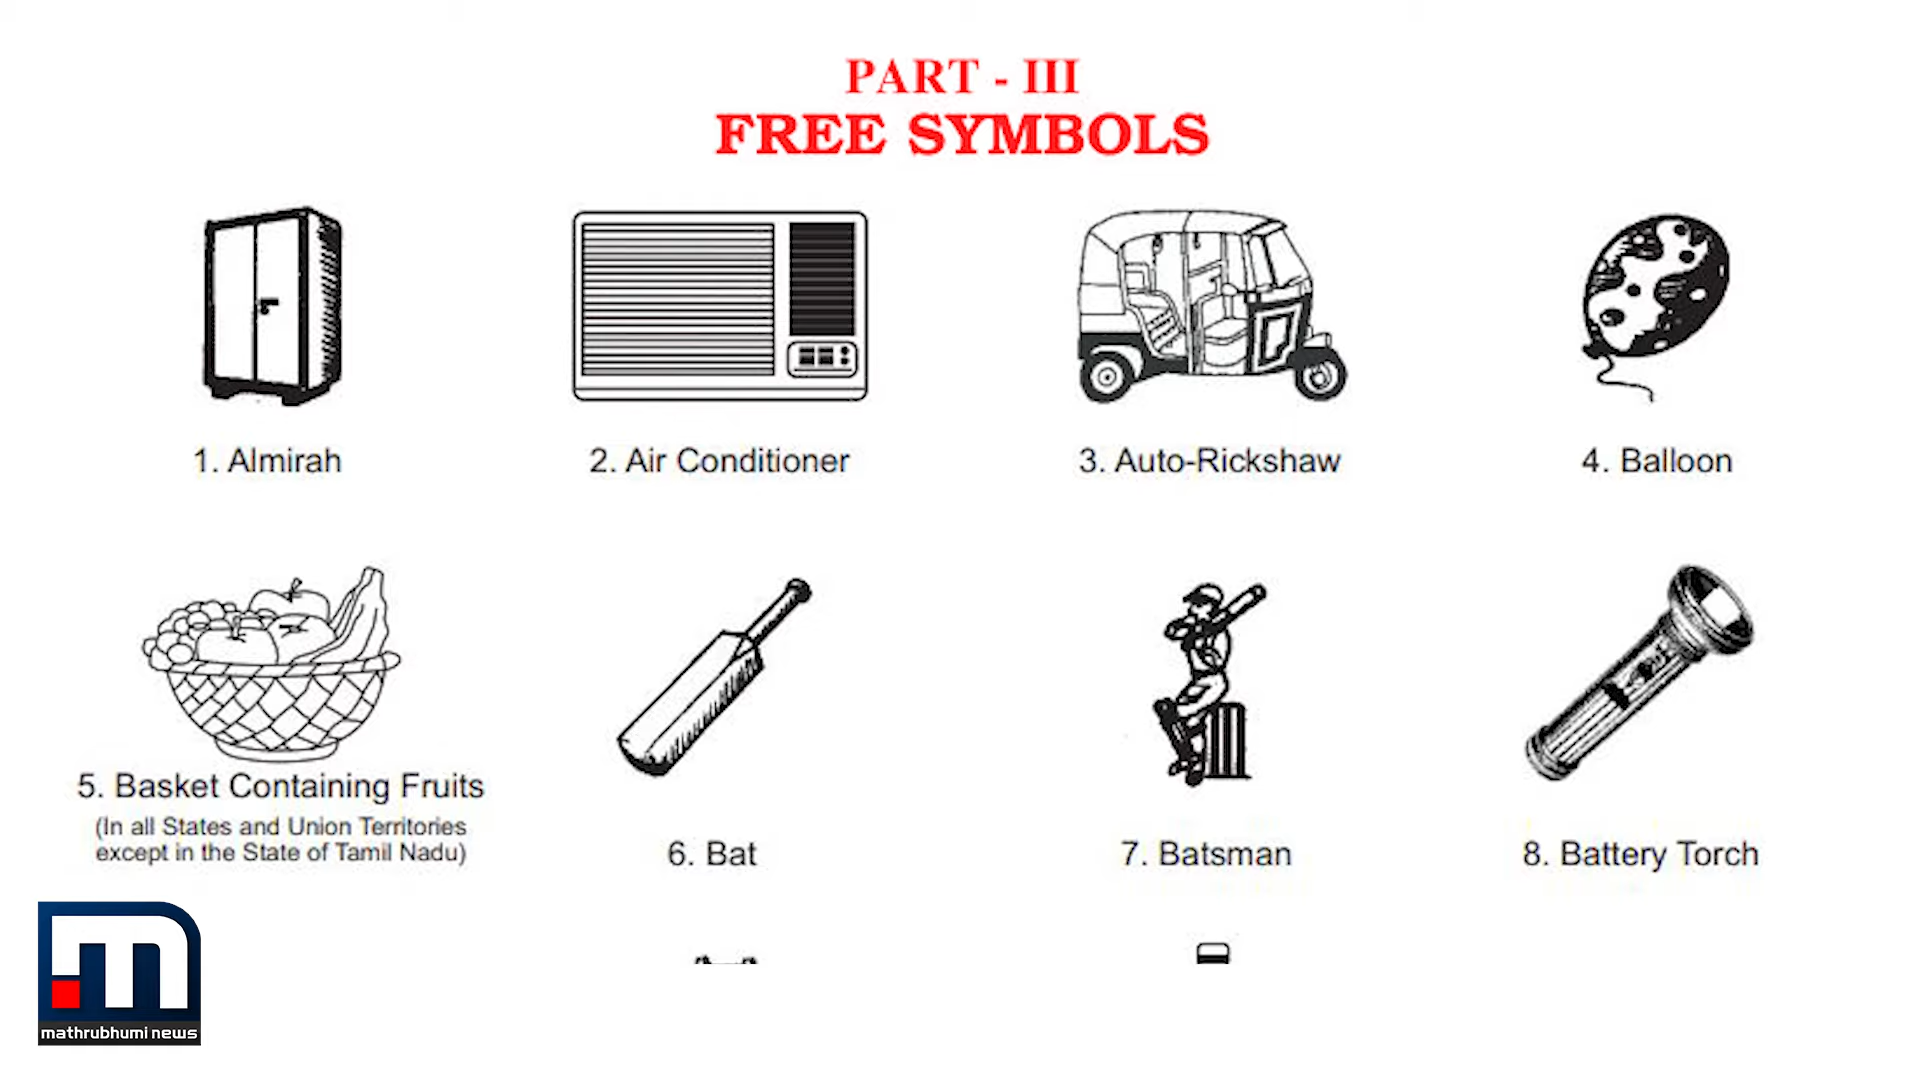 PART - III
FREE SYMBOLS
1. Almirah
2. Air Conditioner
3. Auto-Rickshaw
4. Balloon
5. Basket Containing Fruits
(In all States and Union Territories
except in the State of Tamil Nadu)
6. Bat
7. Batsman
8. Battery Torch
mathrubhumi news